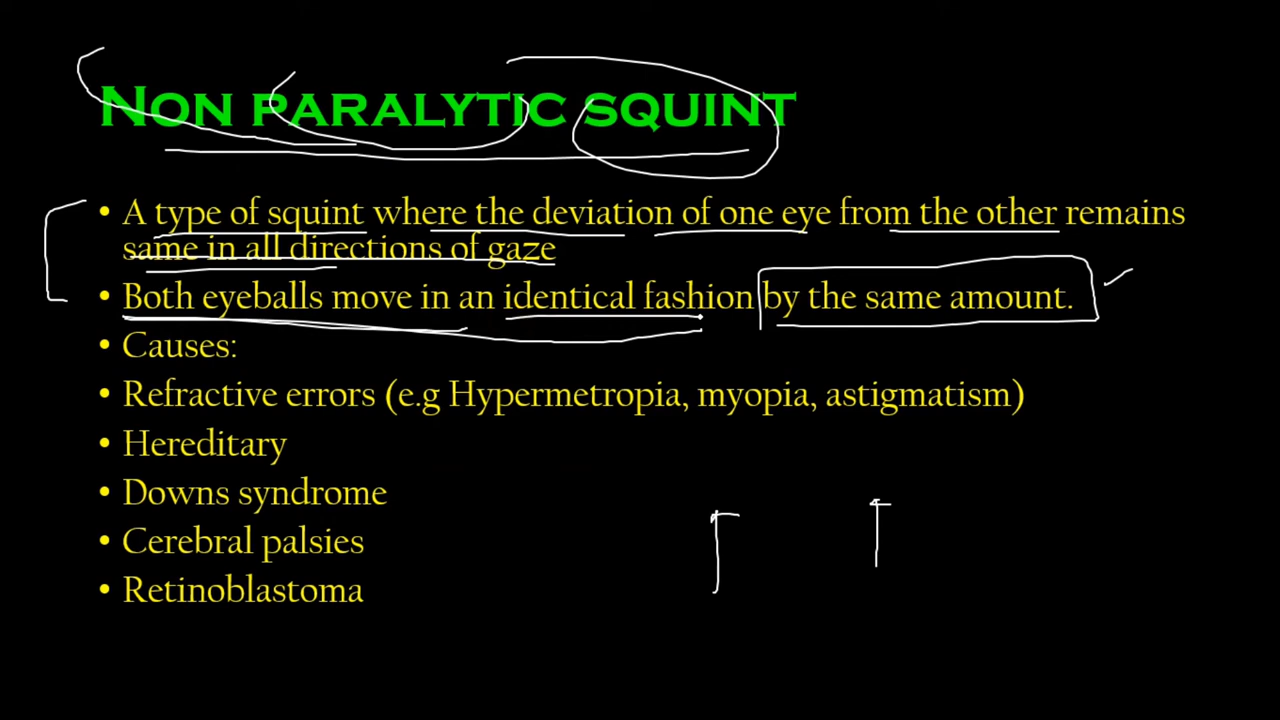 Non paralytic squint
• A type of squint where the deviation of one eye from the other remains
same in all directions of gaze
• Both eyeballs move in an identical fashion by the same amount.
• Causes:
• Refractive errors (e.g Hypermetropia, myopia, astigmatism)
• Hereditary
• Downs syndrome
• Cerebral palsies
• Retinoblastoma